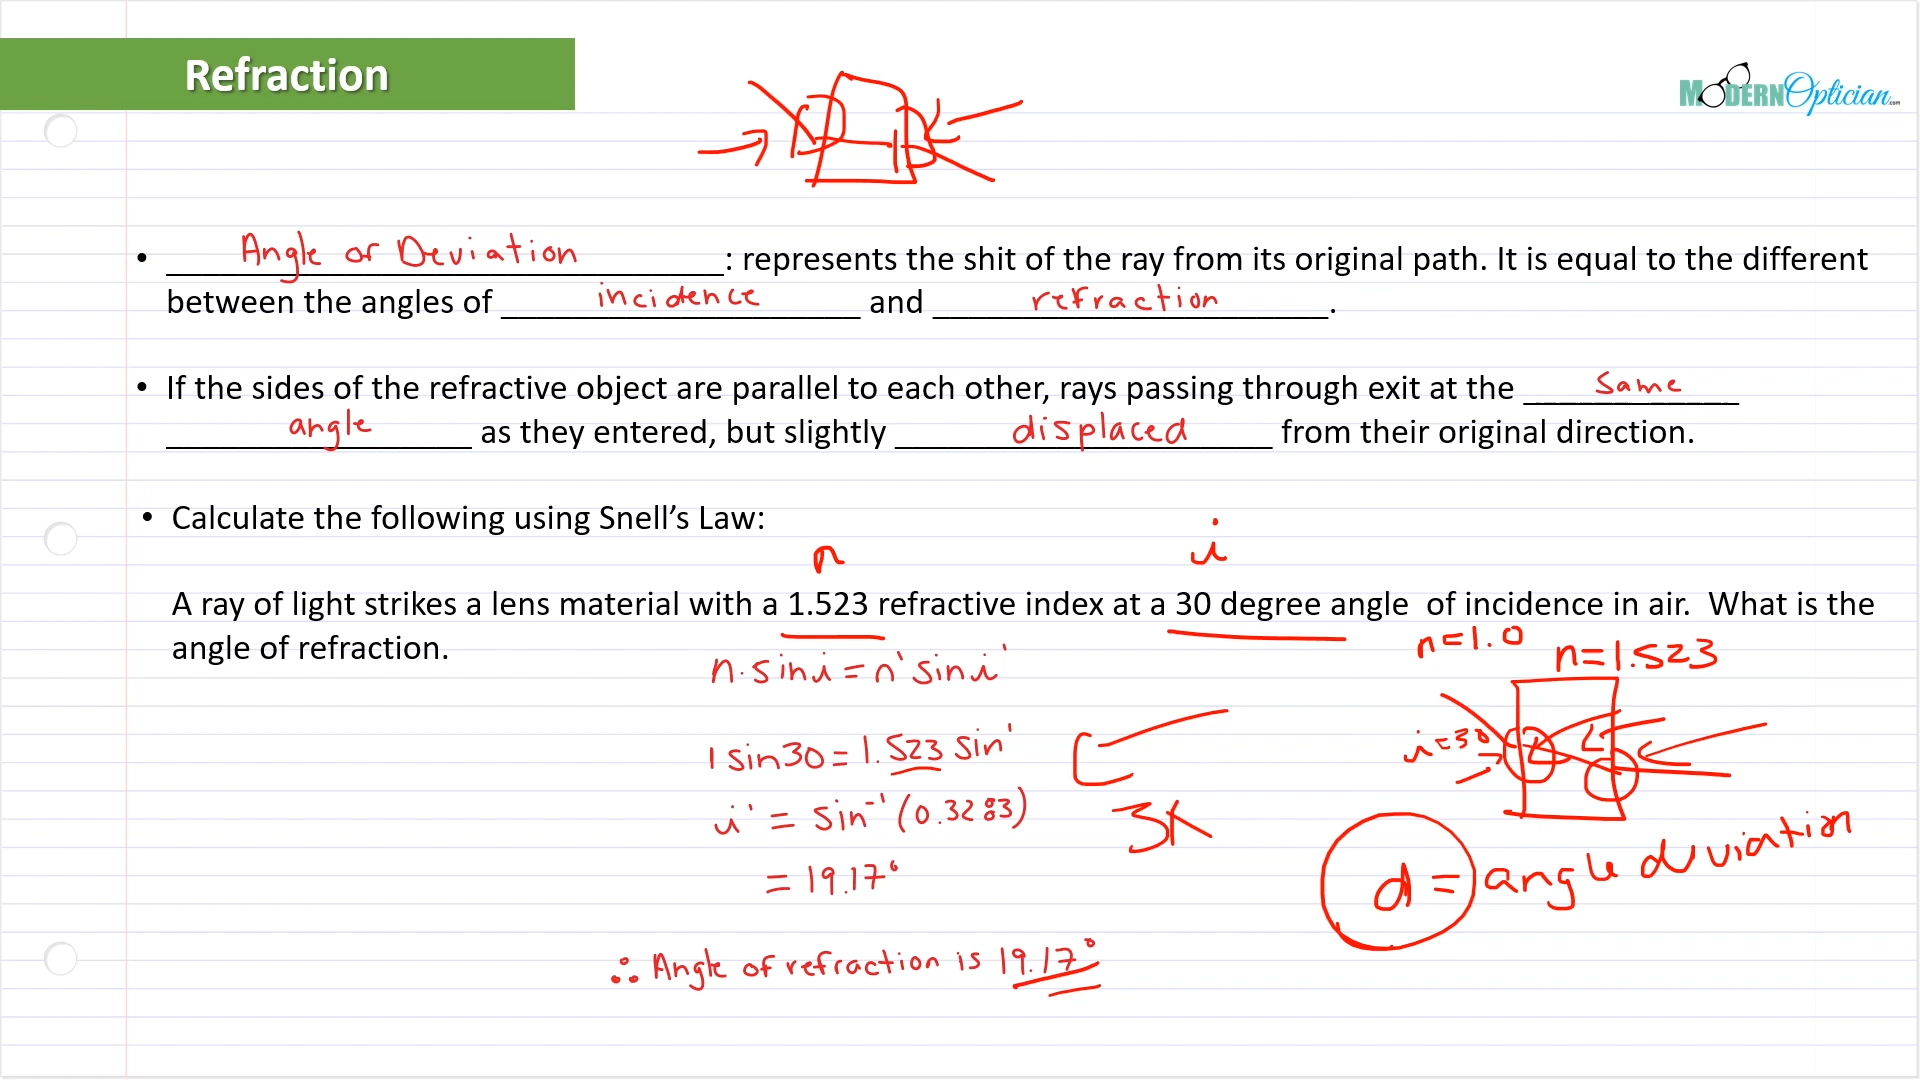 Refraction
MODERNOptician.com
• Angle of Deviation : represents the shit of the ray from its original path. It is equal to the different
between the angles of incidence and refraction.
• If the sides of the refractive object are parallel to each other, rays passing through exit at the same
angle as they entered, but slightly displaced from their original direction.
• Calculate the following using Snell’s Law:
n i
A ray of light strikes a lens material with a 1.523 refractive index at a 30 degree angle of incidence in air. What is the
angle of refraction.
n=1.0 n=1.523
n·sini=n'sini'
i=30
1sin30=1.523 sin'
i' = sin⁻¹(0.3283)
= 19.17°
d = angle deviation
∴ Angle of refraction is 19.17°